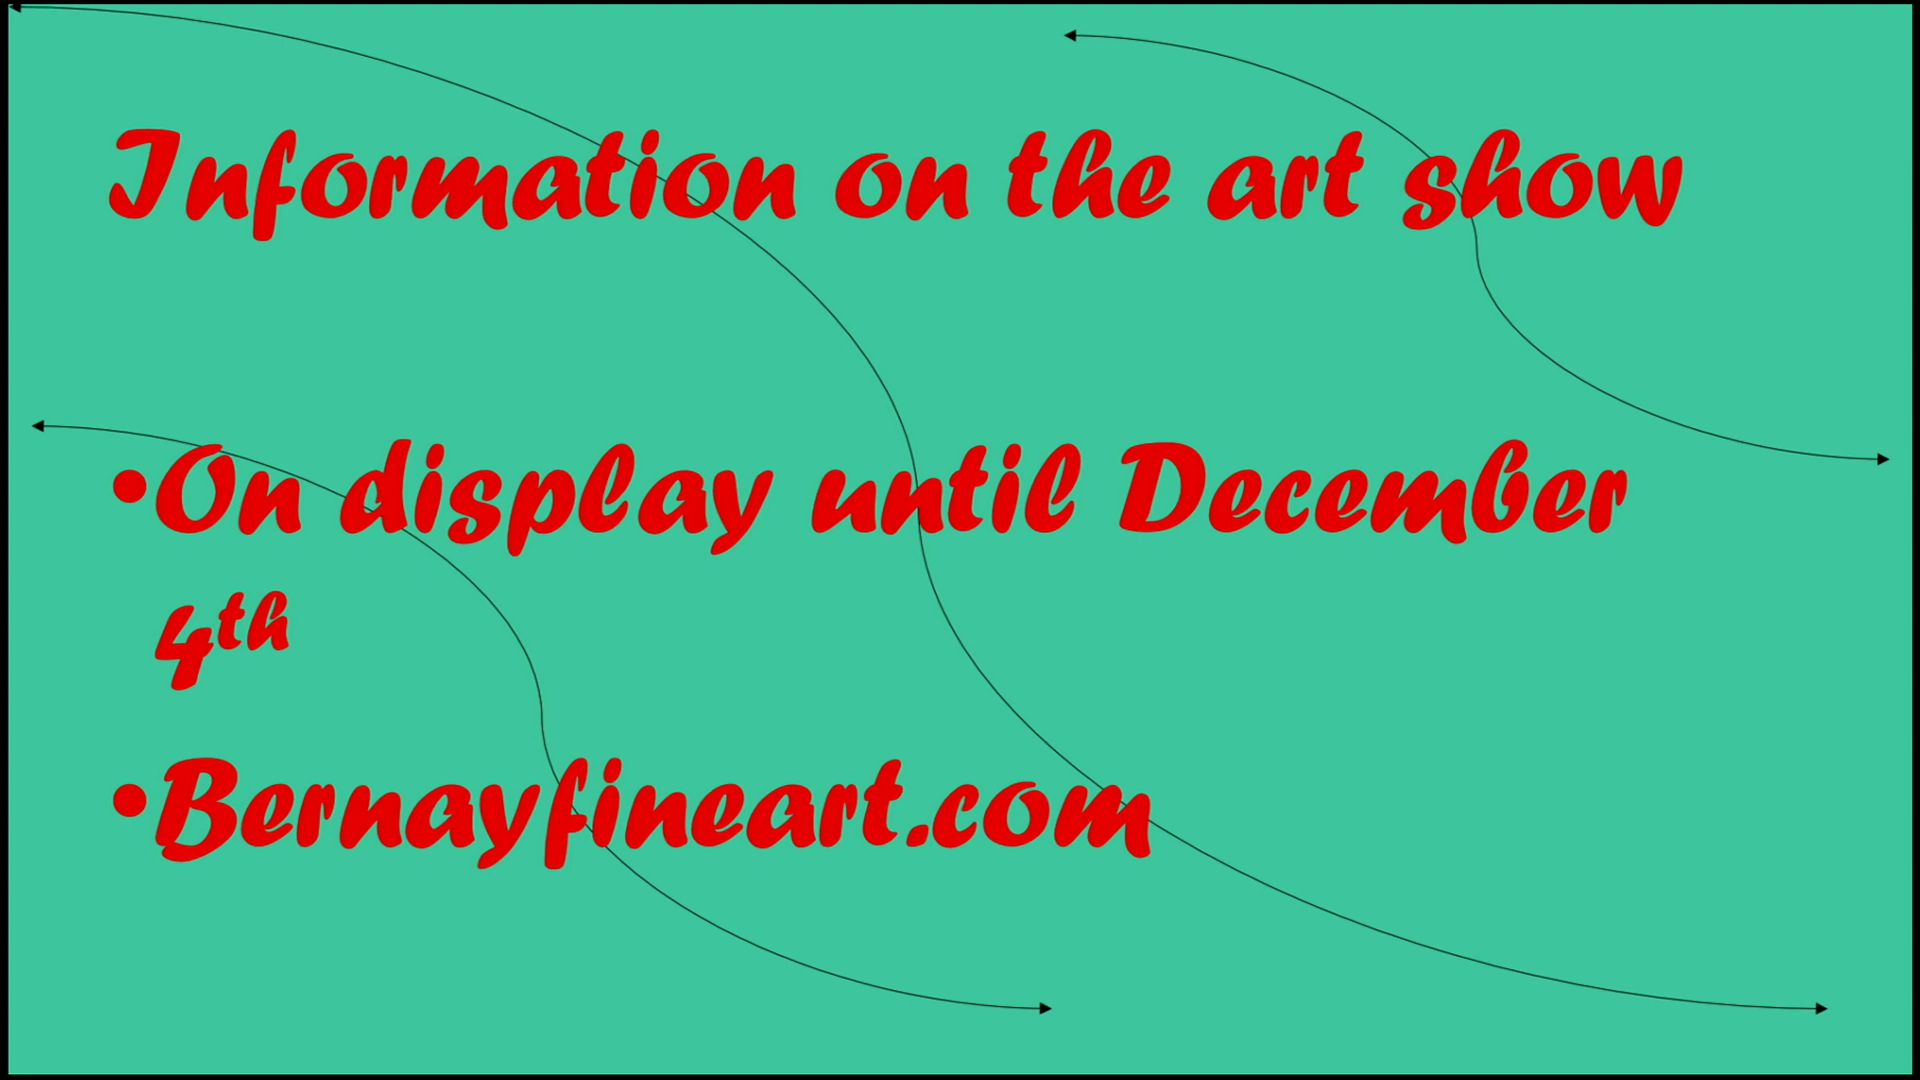 Information on the art show
•On display until December
4th
•Bernayfineart.com